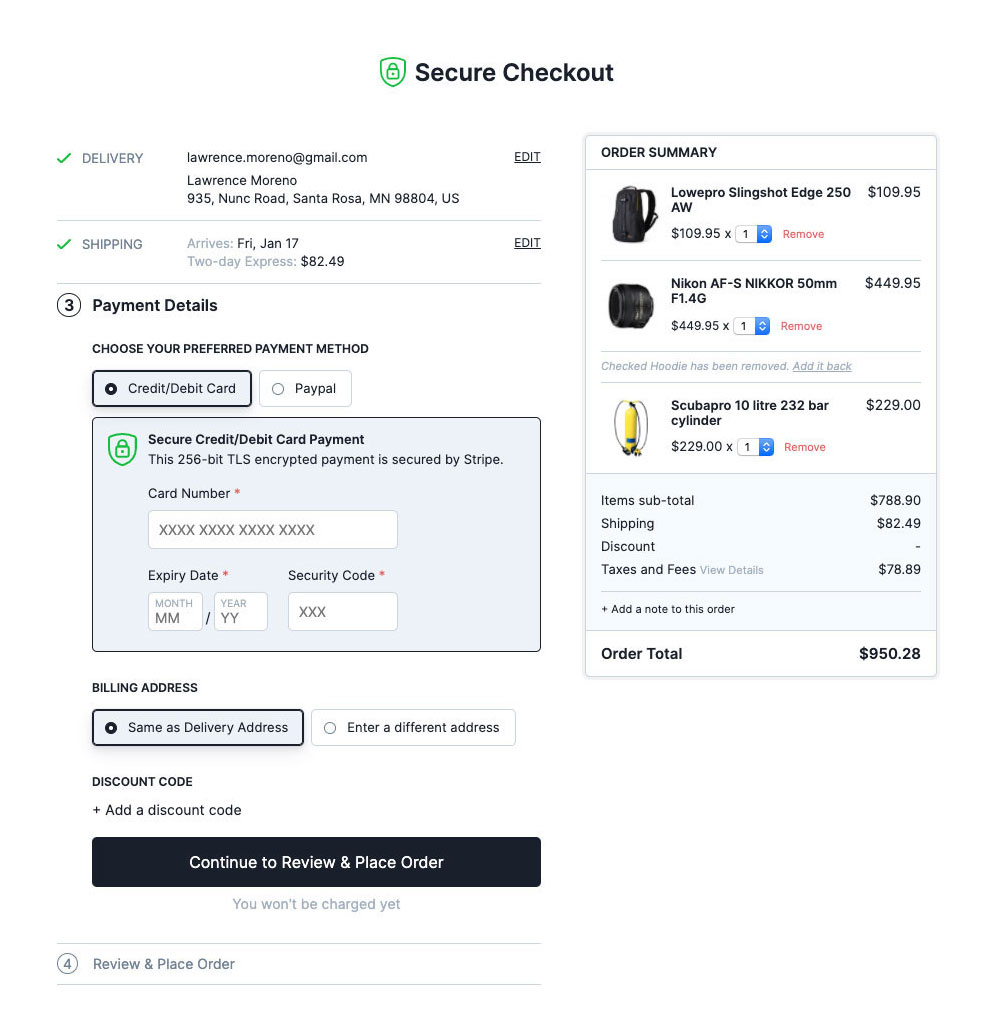 Secure Checkout
DELIVERY
lawrence.moreno@gmail.com
EDIT
Lawrence Moreno
935, Nunc Road, Santa Rosa, MN 98804, US
SHIPPING
Arrives: Fri, Jan 17
EDIT
Two-day Express: $82.49
3 Payment Details
CHOOSE YOUR PREFERRED PAYMENT METHOD
Credit/Debit Card
Paypal
Secure Credit/Debit Card Payment
This 256-bit TLS encrypted payment is secured by Stripe.
Card Number *
XXXX XXXX XXXX XXXX
Expiry Date *
Security Code *
MONTH
MM
/
YEAR
YY
XXX
BILLING ADDRESS
Same as Delivery Address
Enter a different address
DISCOUNT CODE
+ Add a discount code
Continue to Review & Place Order
You won't be charged yet
4 Review & Place Order
ORDER SUMMARY
Lowepro Slingshot Edge 250
AW
$109.95
$109.95 x 1 Remove
Nikon AF-S NIKKOR 50mm
F1.4G
$449.95
$449.95 x 1 Remove
Checked Hoodie has been removed. Add it back
Scubapro 10 litre 232 bar
cylinder
$229.00
$229.00 x 1 Remove
Items sub-total $788.90
Shipping $82.49
Discount -
Taxes and Fees View Details $78.89
+ Add a note to this order
Order Total $950.28